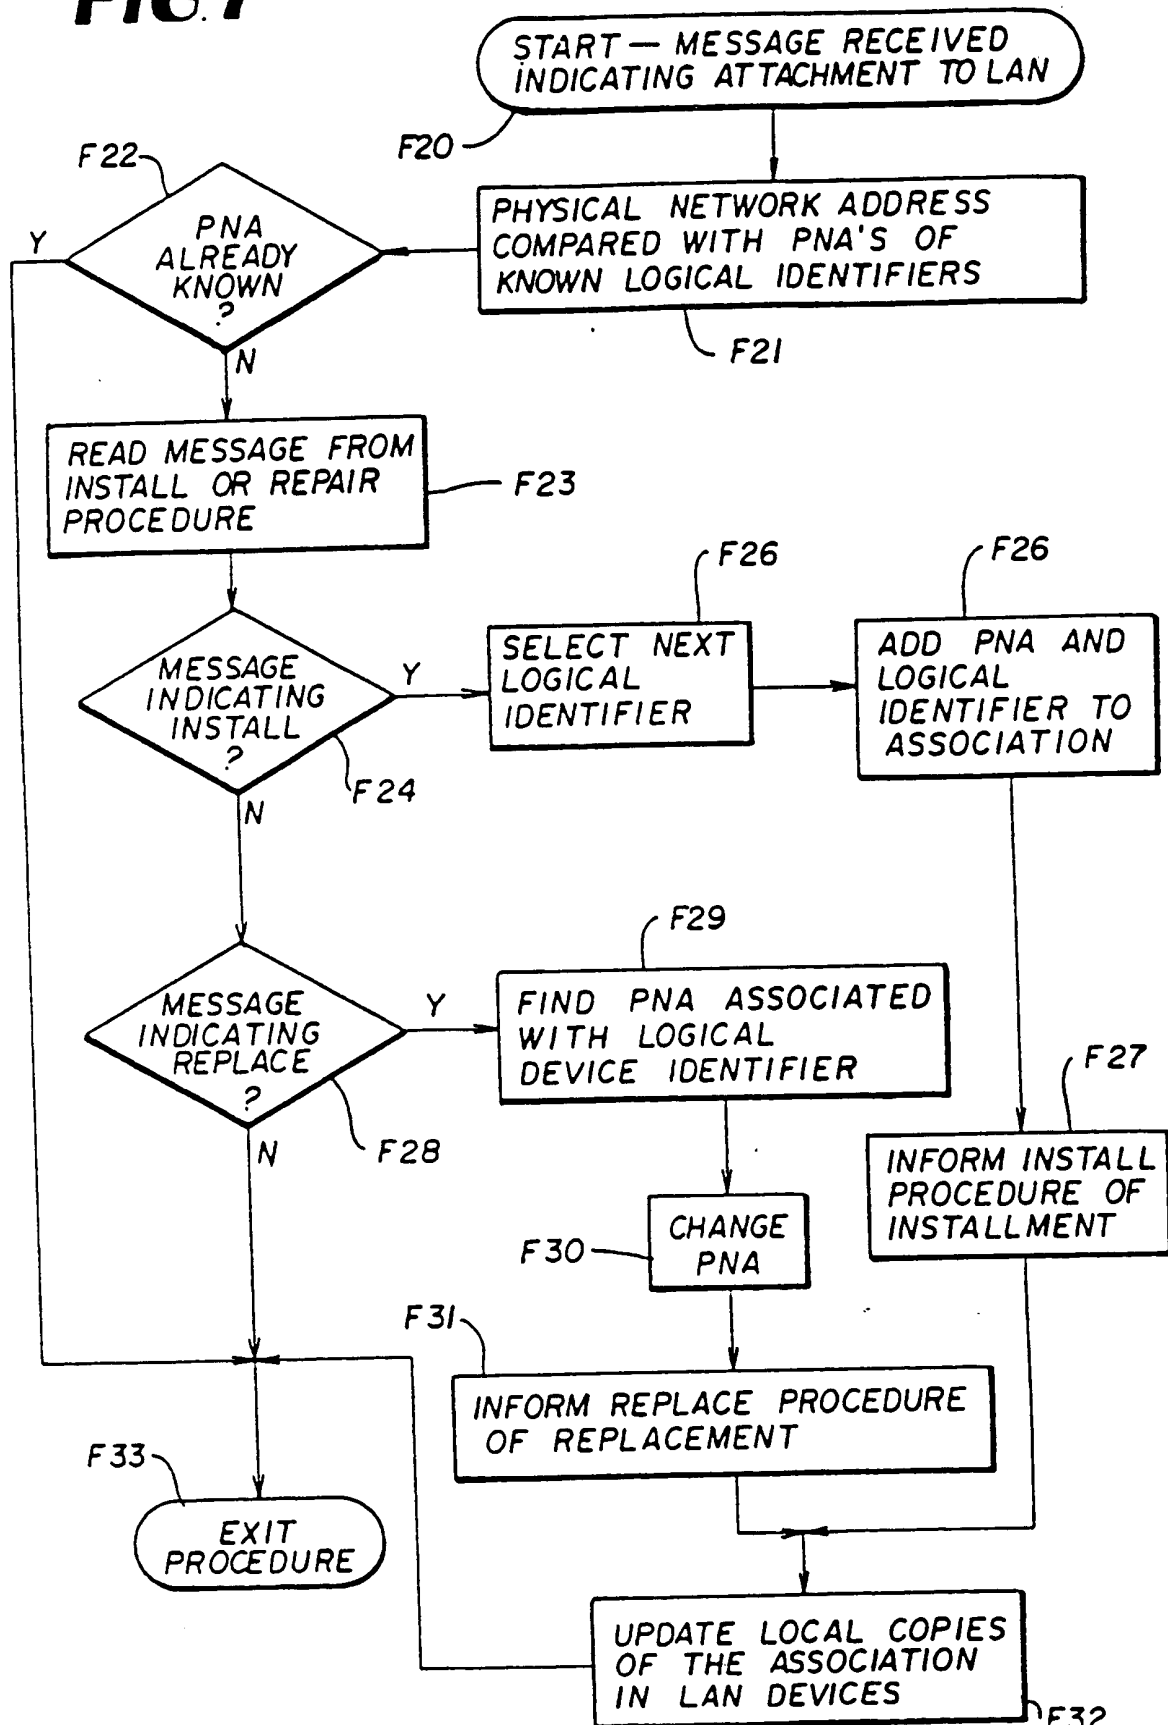 FIG. 7
START — MESSAGE RECEIVED
INDICATING ATTACHMENT TO LAN
F20
F22
PHYSICAL NETWORK ADDRESS
COMPARED WITH PNA'S OF
KNOWN LOGICAL IDENTIFIERS
F21
Y
PNA
ALREADY
KNOWN
?
N
READ MESSAGE FROM
INSTALL OR REPAIR
PROCEDURE
F23
MESSAGE
INDICATING
INSTALL
?
Y
F24
N
F26
SELECT NEXT
LOGICAL
IDENTIFIER
F26
ADD PNA AND
LOGICAL
IDENTIFIER TO
ASSOCIATION
MESSAGE
INDICATING
REPLACE
?
Y
F28
N
F29
FIND PNA ASSOCIATED
WITH LOGICAL
DEVICE IDENTIFIER
F27
INFORM INSTALL
PROCEDURE OF
INSTALLMENT
F30
CHANGE
PNA
F31
INFORM REPLACE PROCEDURE
OF REPLACEMENT
F33
EXIT
PROCEDURE
UPDATE LOCAL COPIES
OF THE ASSOCIATION
IN LAN DEVICES
F32